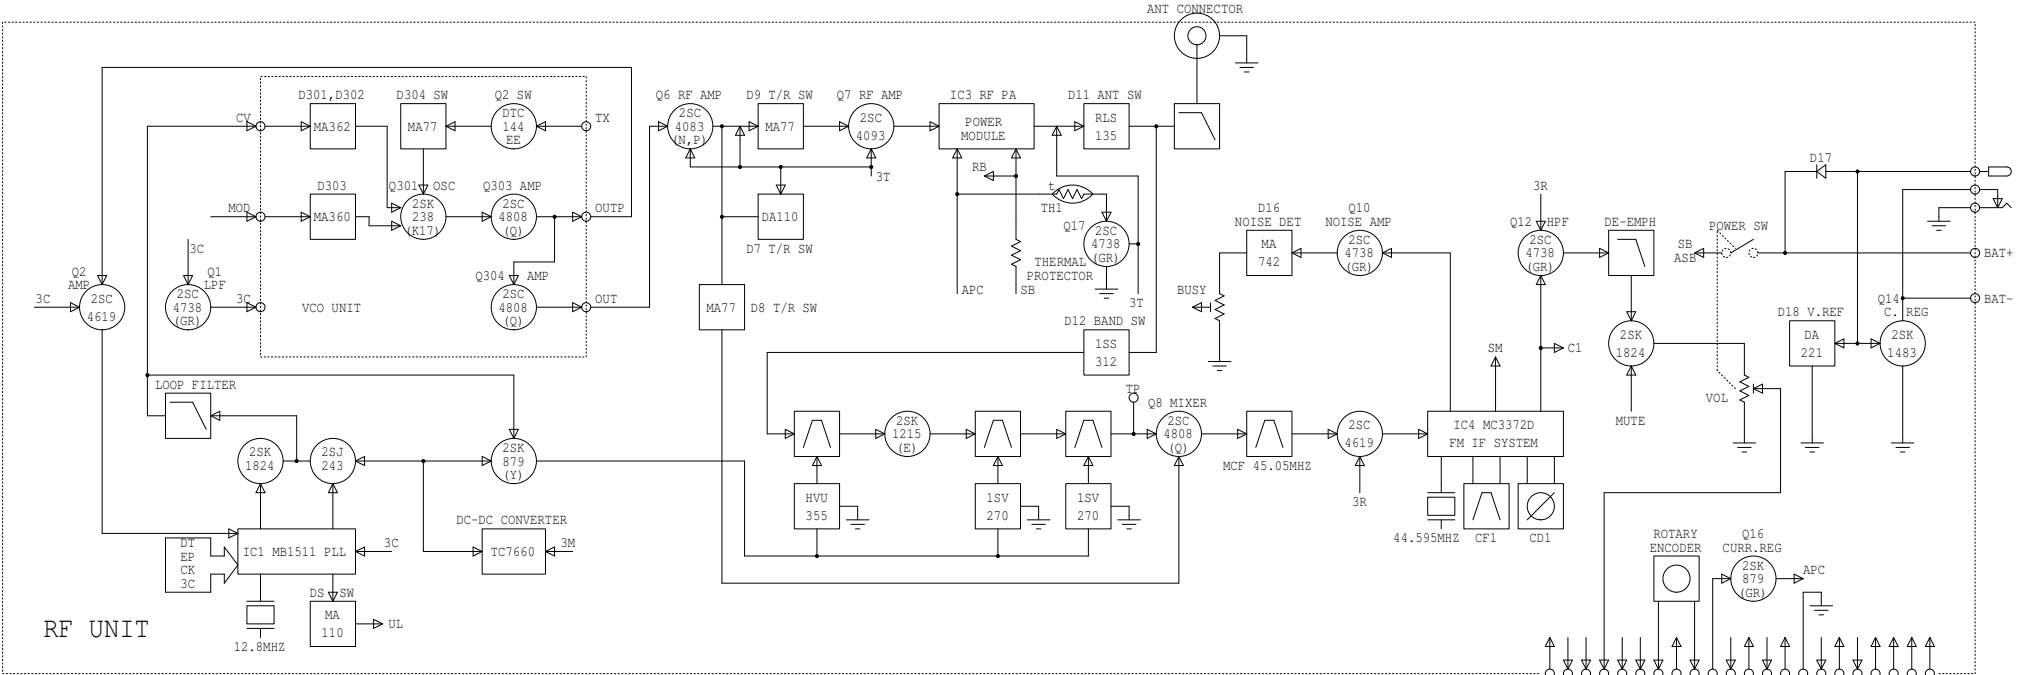 ANT CONNECTOR
D301,D302
D304 SW
Q2 SW
Q6 RF AMP
D9 T/R SW
Q7 RF AMP
IC3 RF PA
D11 ANT SW
CV
MA362
MA77
DTC
144
EE
TX
2SC
4083
(N,P)
MA77
2SC
4093
POWER
MODULE
RLS
135
RB
3T
D17
D303
Q301 OSC
Q303 AMP
t
TH1
3R
MOD
MA360
2SK
238
(K17)
2SC
4808
(Q)
OUTP
DA110
D7 T/R SW
Q17
2SC
4738
(GR)
THERMAL
PROTECTOR
D16
NOISE DET
Q10
NOISE AMP
Q12 HPF
DE-EMPH
POWER SW
3C
MA
742
2SC
4738
(GR)
2SC
4738
(GR)
SB
ASB
BAT+
Q2
AMP
Q1
LPF
Q304 AMP
3C
2SC
4619
2SC
4738
(GR)
3C
VCO UNIT
2SC
4808
(Q)
OUT
MA77
D8 T/R SW
APC
SB
3T
BUSY
Q14
C. REG
BAT-
D18 V.REF
D12 BAND SW
1SS
312
SM
C1
2SK
1824
DA
221
2SK
1483
LOOP FILTER
TP
Q8 MIXER
VOL
MUTE
2SK
1824
2SJ
243
2SK
879
(Y)
2SK
1215
(E)
2SC
4808
(Q)
MCF 45.05MHZ
2SC
4619
IC4 MC3372D
FM IF SYSTEM
3R
HVU
355
1SV
270
1SV
270
44.595MHZ
CF1
CD1
DC-DC CONVERTER
DT
EP
CK
3C
IC1 MB1511 PLL
3C
TC7660
3M
ROTARY
ENCODER
Q16
CURR.REG
2SK
879
(GR)
APC
DS SW
MA
110
UL
12.8MHZ
RF UNIT